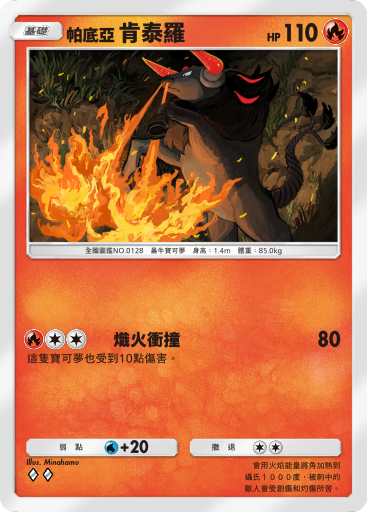 基礎 帕底亞 肯泰羅 HP 110
全國圖鑑NO.0128 暴牛寶可夢 身高：1.4m 體重：85.0kg
熾火衝撞 80
這隻寶可夢也受到10點傷害。
弱點 +20 撤退
Illus. Minahamu
會用火焰能量將角加熱到
攝氏１０００度，被刺中的
敵人會受創傷和灼傷所苦。